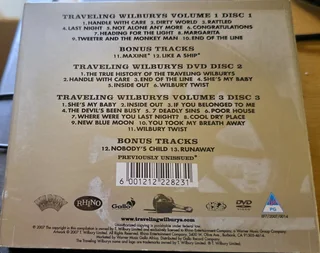 TRAVELING WILBURYS VOLUME 1 DISC 1
1. HANDLE WITH CARE 2. DIRTY WORLD 3. RATTLED
4. LAST NIGHT 5. NOT ALONE ANY MORE 6. CONGRATULATIONS
7. HEADING FOR THE LIGHT 8. MARGARITA
9. TWEETER AND THE MONKEY MAN 10. END OF THE LINE
BONUS TRACKS
11. MAXINE* 12. LIKE A SHIP*
TRAVELING WILBURYS DVD DISC 2
1. THE TRUE HISTORY OF THE TRAVELING WILBURYS
2. HANDLE WITH CARE 3. END OF THE LINE 4. SHE'S MY BABY
5. INSIDE OUT 6. WILBURY TWIST
TRAVELING WILBURYS VOLUME 3 DISC 3
1. SHE'S MY BABY 2. INSIDE OUT 3. IF YOU BELONGED TO ME
4. THE DEVIL'S BEEN BUSY 5. 7 DEADLY SINS 6. POOR HOUSE
7. WHERE WERE YOU LAST NIGHT? 8. COOL DRY PLACE
9. NEW BLUE MOON 10. YOU TOOK MY BREATH AWAY
11. WILBURY TWIST
BONUS TRACKS
12. NOBODY'S CHILD 13. RUNAWAY
PREVIOUSLY UNISSUED*
6 001212 228231
RHINO
Gallo
DVD
PG
www.travelingwilburys.com